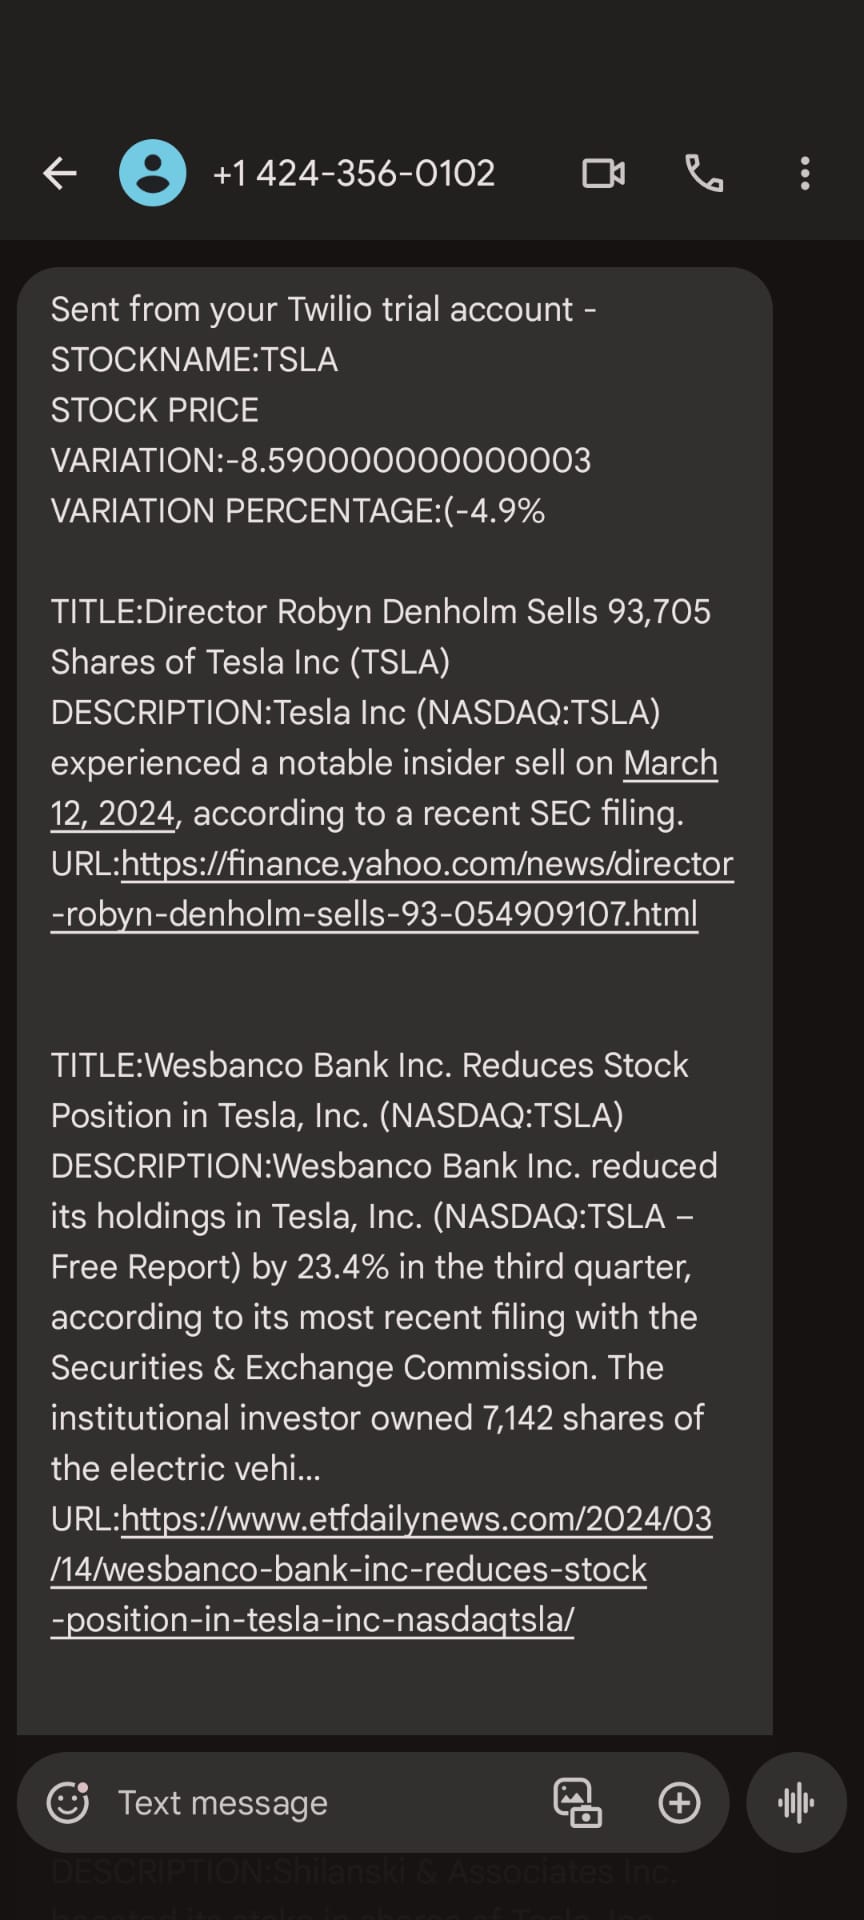 +1 424-356-0102
Sent from your Twilio trial account -
STOCKNAME:TSLA
STOCK PRICE
VARIATION:-8.590000000000003
VARIATION PERCENTAGE:(-4.9%
TITLE:Director Robyn Denholm Sells 93,705
Shares of Tesla Inc (TSLA)
DESCRIPTION:Tesla Inc (NASDAQ:TSLA)
experienced a notable insider sell on March
12, 2024, according to a recent SEC filing.
URL:https://finance.yahoo.com/news/director
-robyn-denholm-sells-93-054909107.html
TITLE:Wesbanco Bank Inc. Reduces Stock
Position in Tesla, Inc. (NASDAQ:TSLA)
DESCRIPTION:Wesbanco Bank Inc. reduced
its holdings in Tesla, Inc. (NASDAQ:TSLA –
Free Report) by 23.4% in the third quarter,
according to its most recent filing with the
Securities & Exchange Commission. The
institutional investor owned 7,142 shares of
the electric vehi…
URL:https://www.etfdailynews.com/2024/03
/14/wesbanco-bank-inc-reduces-stock
-position-in-tesla-inc-nasdaqtsla/
Text message
DESCRIPTION:Shilanski & Associates Inc.